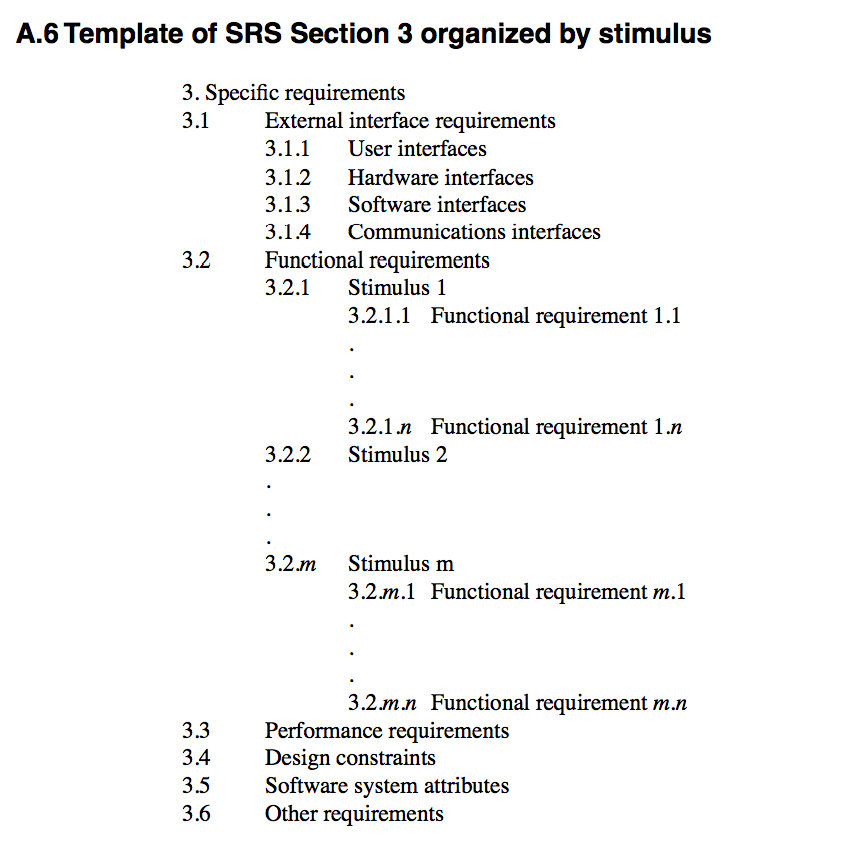 A.6 Template of SRS Section 3 organized by stimulus
3. Specific requirements
3.1 External interface requirements
3.1.1 User interfaces
3.1.2 Hardware interfaces
3.1.3 Software interfaces
3.1.4 Communications interfaces
3.2 Functional requirements
3.2.1 Stimulus 1
3.2.1.1 Functional requirement 1.1
.
.
.
3.2.1.n Functional requirement 1.n
3.2.2 Stimulus 2
.
.
.
3.2.m Stimulus m
3.2.m.1 Functional requirement m.1
.
.
.
3.2.m.n Functional requirement m.n
3.3 Performance requirements
3.4 Design constraints
3.5 Software system attributes
3.6 Other requirements